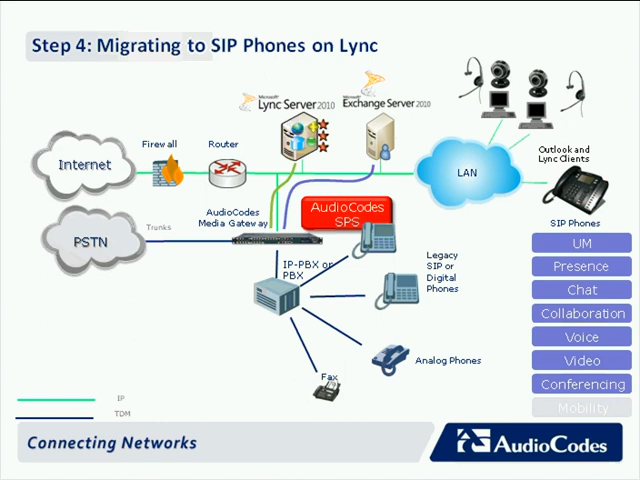 Step 4: Migrating to SIP Phones on Lync
Microsoft
Lync Server 2010
Microsoft
Exchange Server 2010
Internet
Firewall
Router
LAN
Outlook and
Lync Clients
AudioCodes
Media Gateway
AudioCodes
SPS
SIP Phones
PSTN
Trunks
IP-PBX or
PBX
Legacy
SIP or
Digital
Phones
Analog Phones
Fax
UM
Presence
Chat
Collaboration
Voice
Video
Conferencing
Mobility
IP
TDM
Connecting Networks
AudioCodes